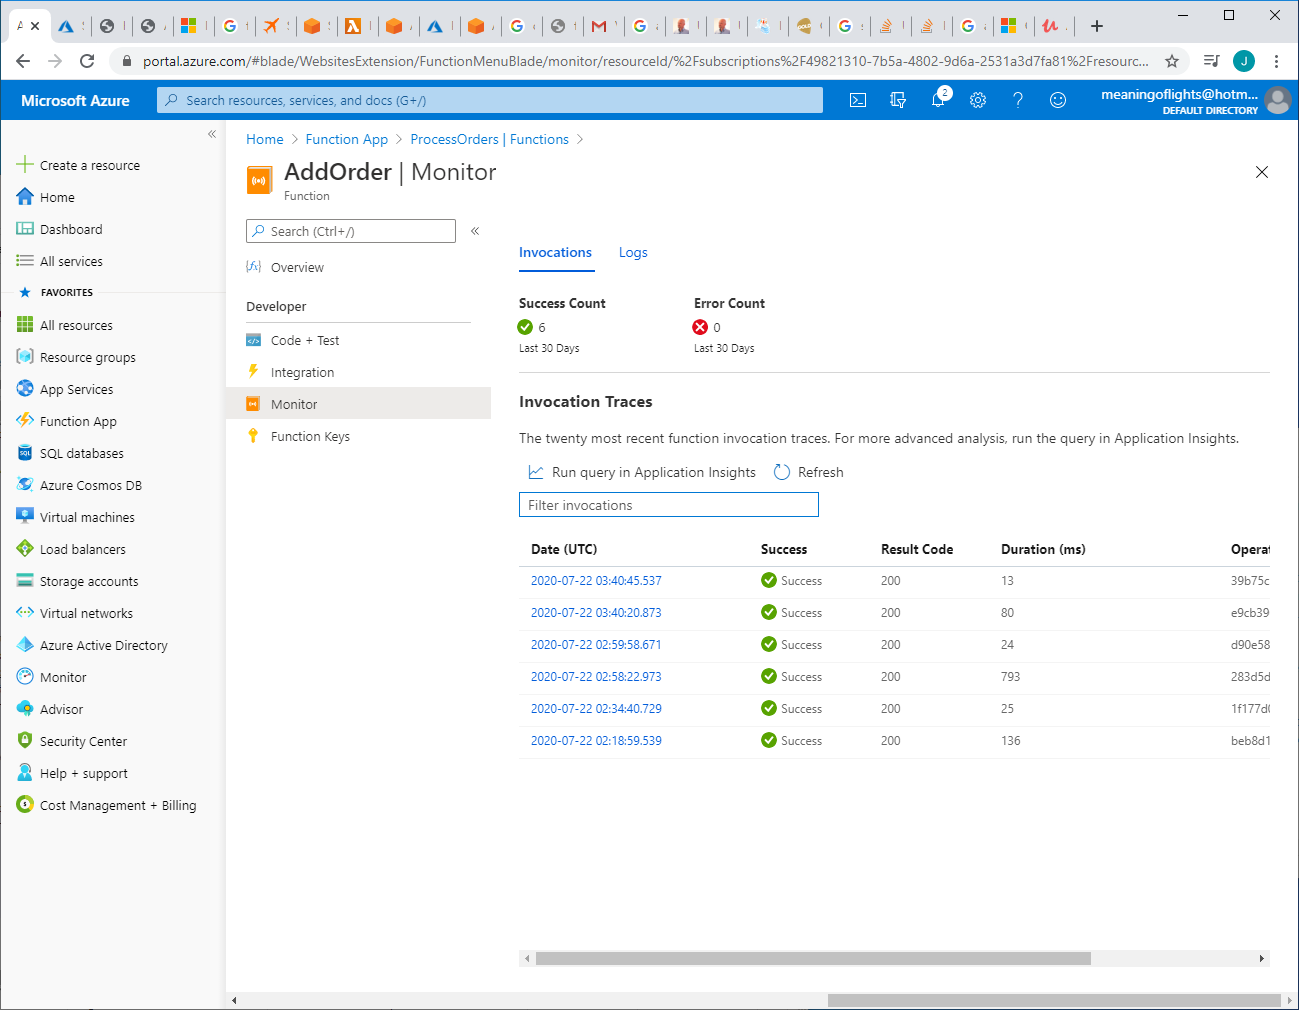 portal.azure.com/#blade/WebsitesExtension/FunctionMenuBlade/monitor/resourceId/%2Fsubscriptions%2F49821310-7b5a-4802-9d6a-2531a3d7fa81%2Fresourc...
J
Microsoft Azure
Search resources, services, and docs (G+/)
2
meaningoflights@hotm...
DEFAULT DIRECTORY
Create a resource
Home
Dashboard
All services
FAVORITES
All resources
Resource groups
App Services
Function App
SQL databases
Azure Cosmos DB
Virtual machines
Load balancers
Storage accounts
Virtual networks
Azure Active Directory
Monitor
Advisor
Security Center
Help + support
Cost Management + Billing
Home > Function App > ProcessOrders | Functions >
AddOrder | Monitor
Function
Search (Ctrl+/)
Overview
Developer
Code + Test
Integration
Monitor
Function Keys
Invocations Logs
Success Count Error Count
6 0
Last 30 Days Last 30 Days
Invocation Traces
The twenty most recent function invocation traces. For more advanced analysis, run the query in Application Insights.
Run query in Application Insights Refresh
Filter invocations
Date (UTC) Success Result Code Duration (ms) Operat
2020-07-22 03:40:45.537 Success 200 13 39b75c
2020-07-22 03:40:20.873 Success 200 80 e9cb39
2020-07-22 02:59:58.671 Success 200 24 d90e58
2020-07-22 02:58:22.973 Success 200 793 283d5d
2020-07-22 02:34:40.729 Success 200 25 1f177d
2020-07-22 02:18:59.539 Success 200 136 beb8d1